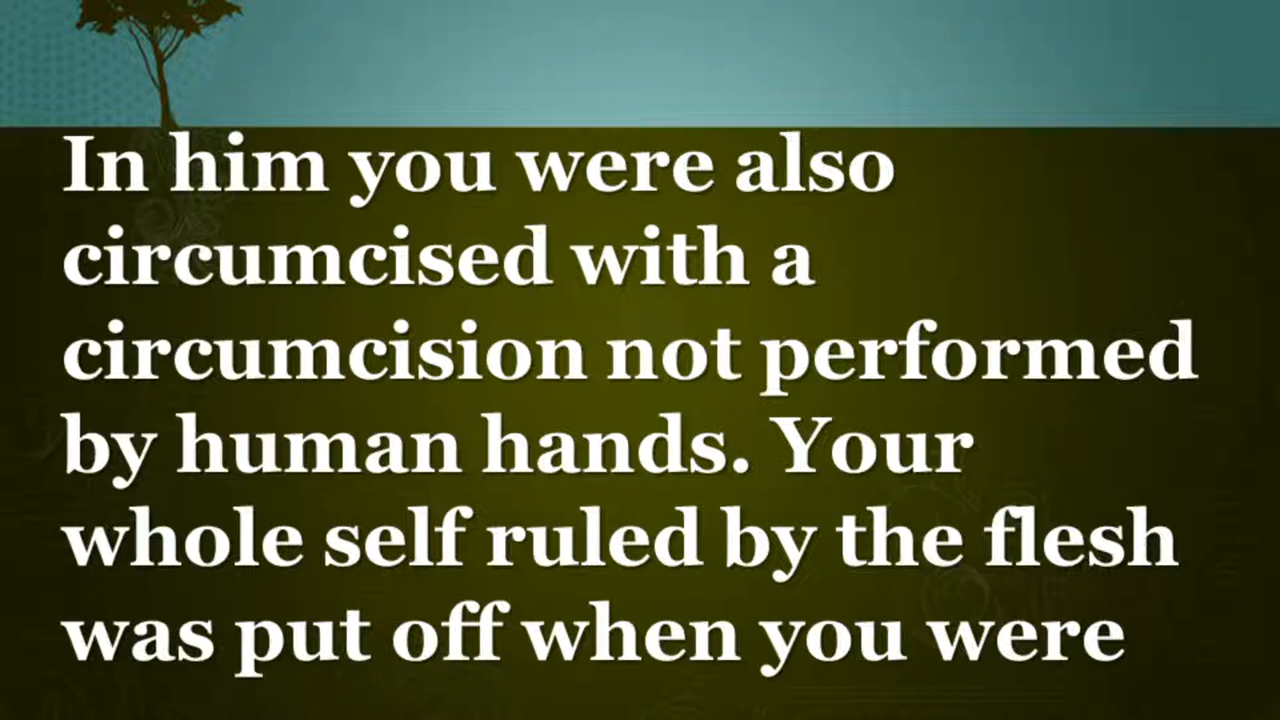 In him you were also
circumcised with a
circumcision not performed
by human hands. Your
whole self ruled by the flesh
was put off when you were